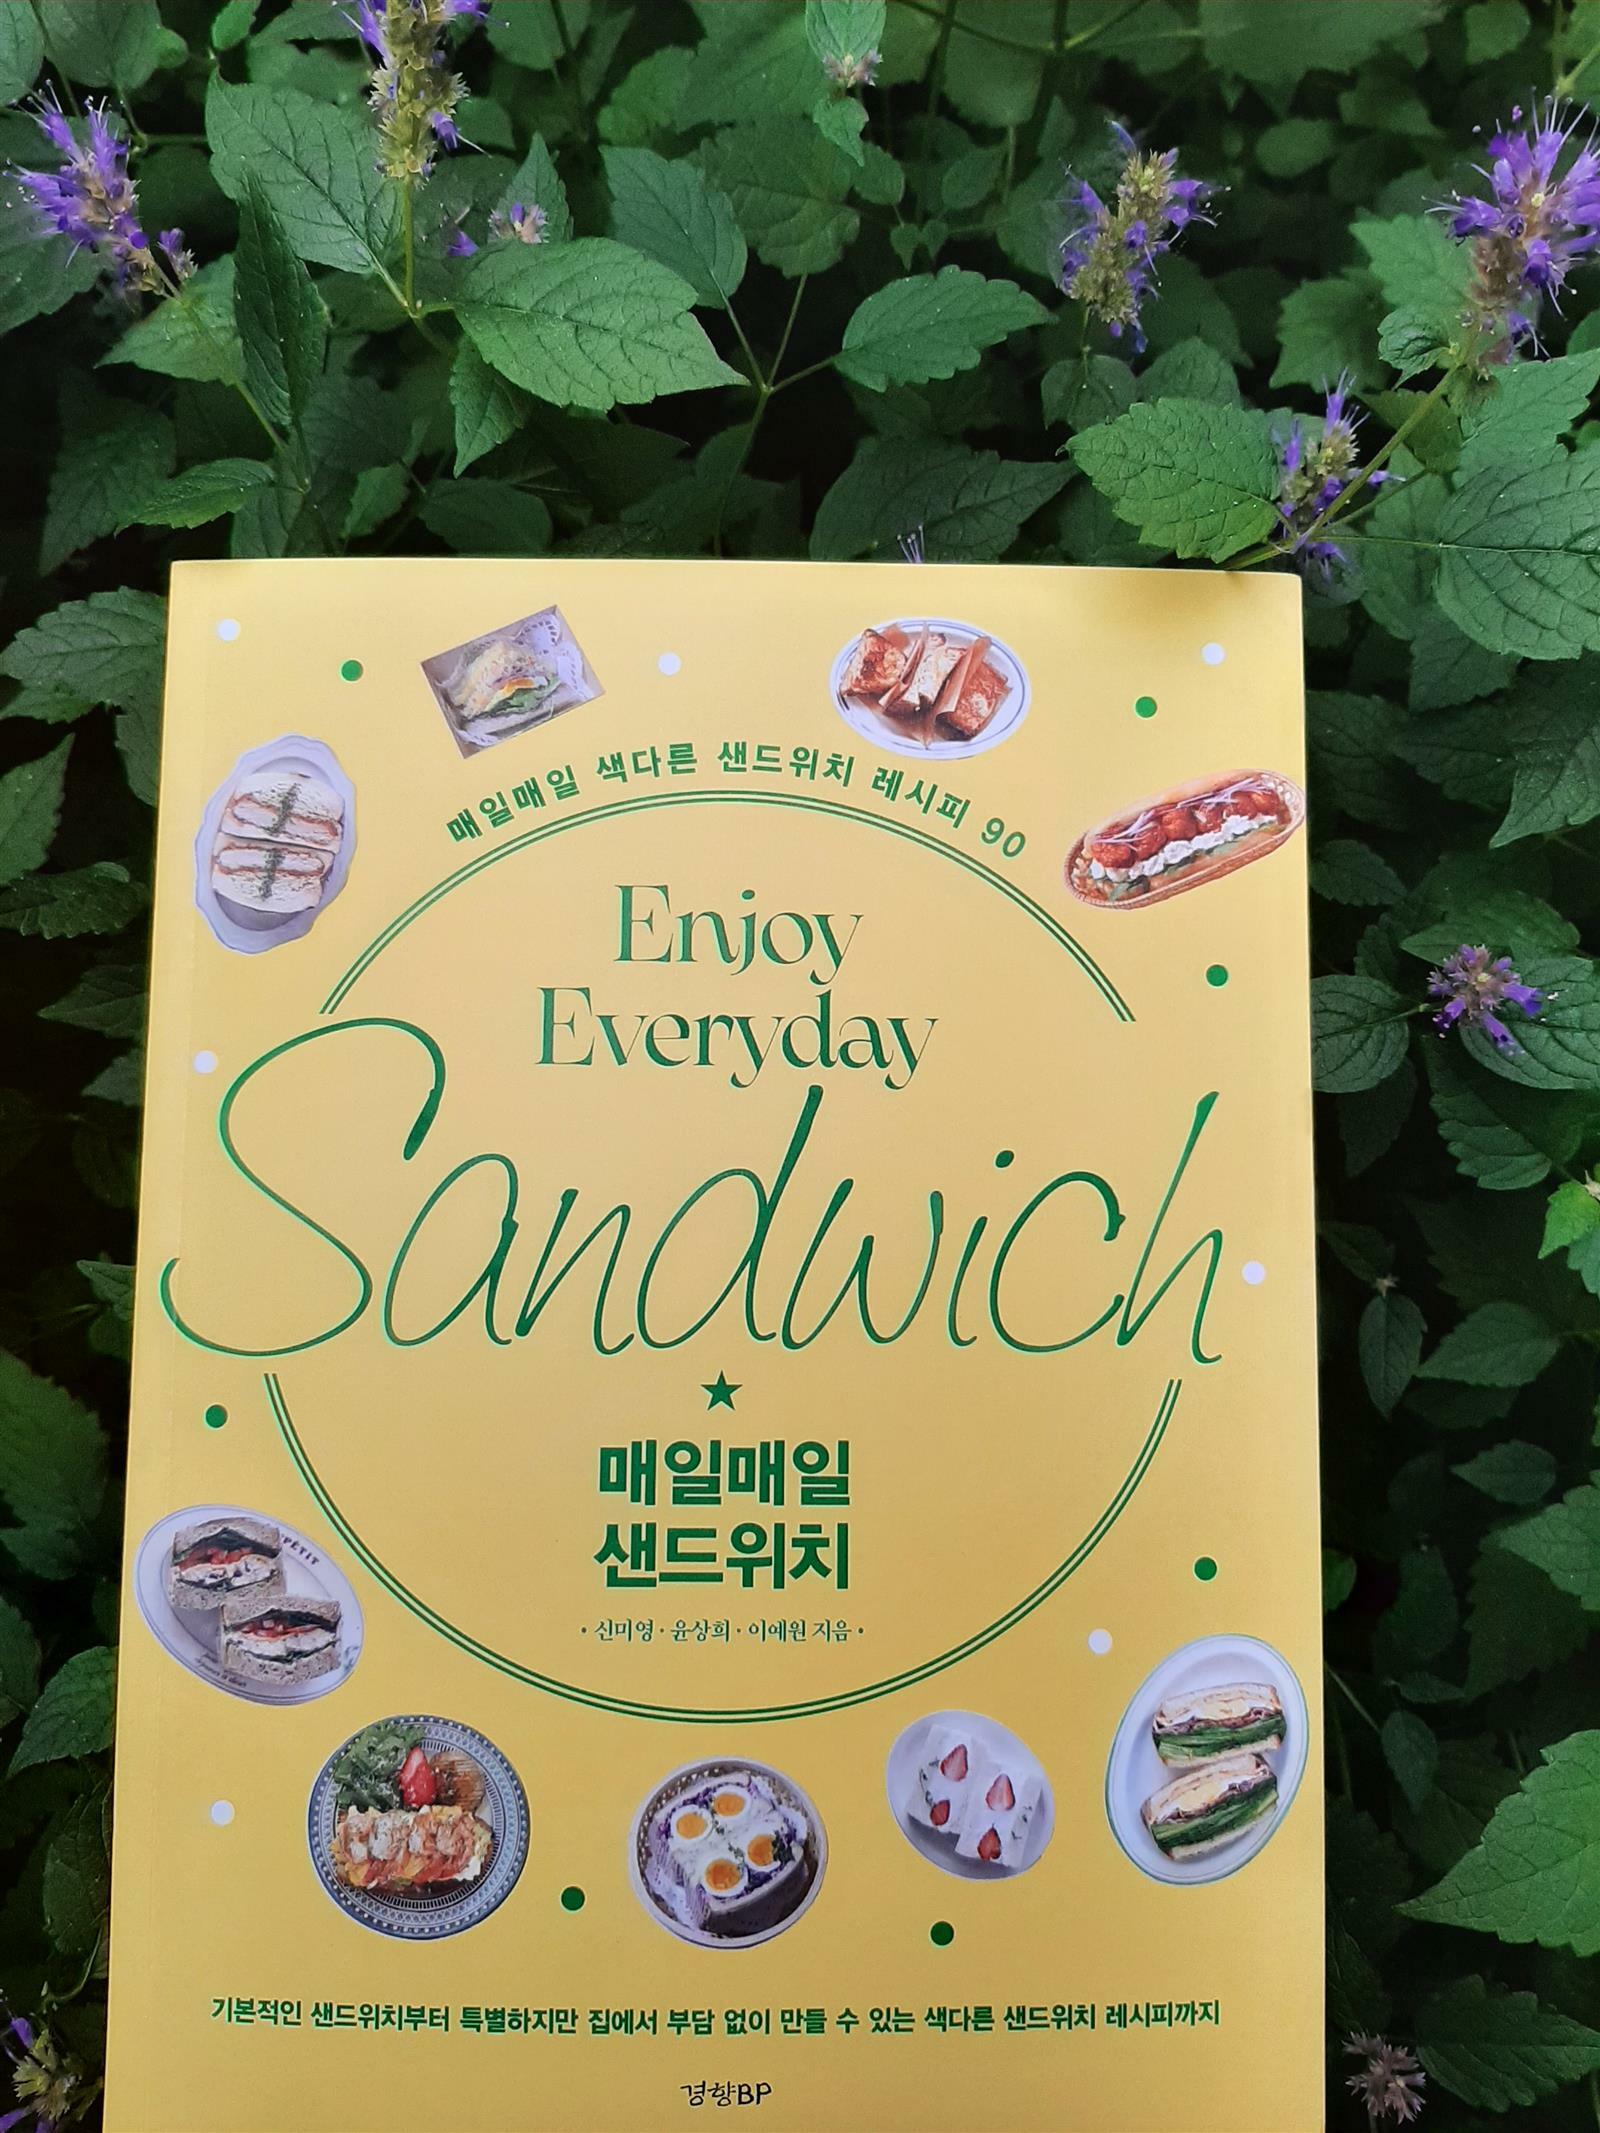 매일매일 색다른 샌드위치 레시피 90
Enjoy
Everyday
Sandwich
매일매일
샌드위치
· 신미영 · 윤상희 · 이예원 지음 ·
기본적인 샌드위치부터 특별하지만 집에서 부담 없이 만들 수 있는 색다른 샌드위치 레시피까지
경향BP